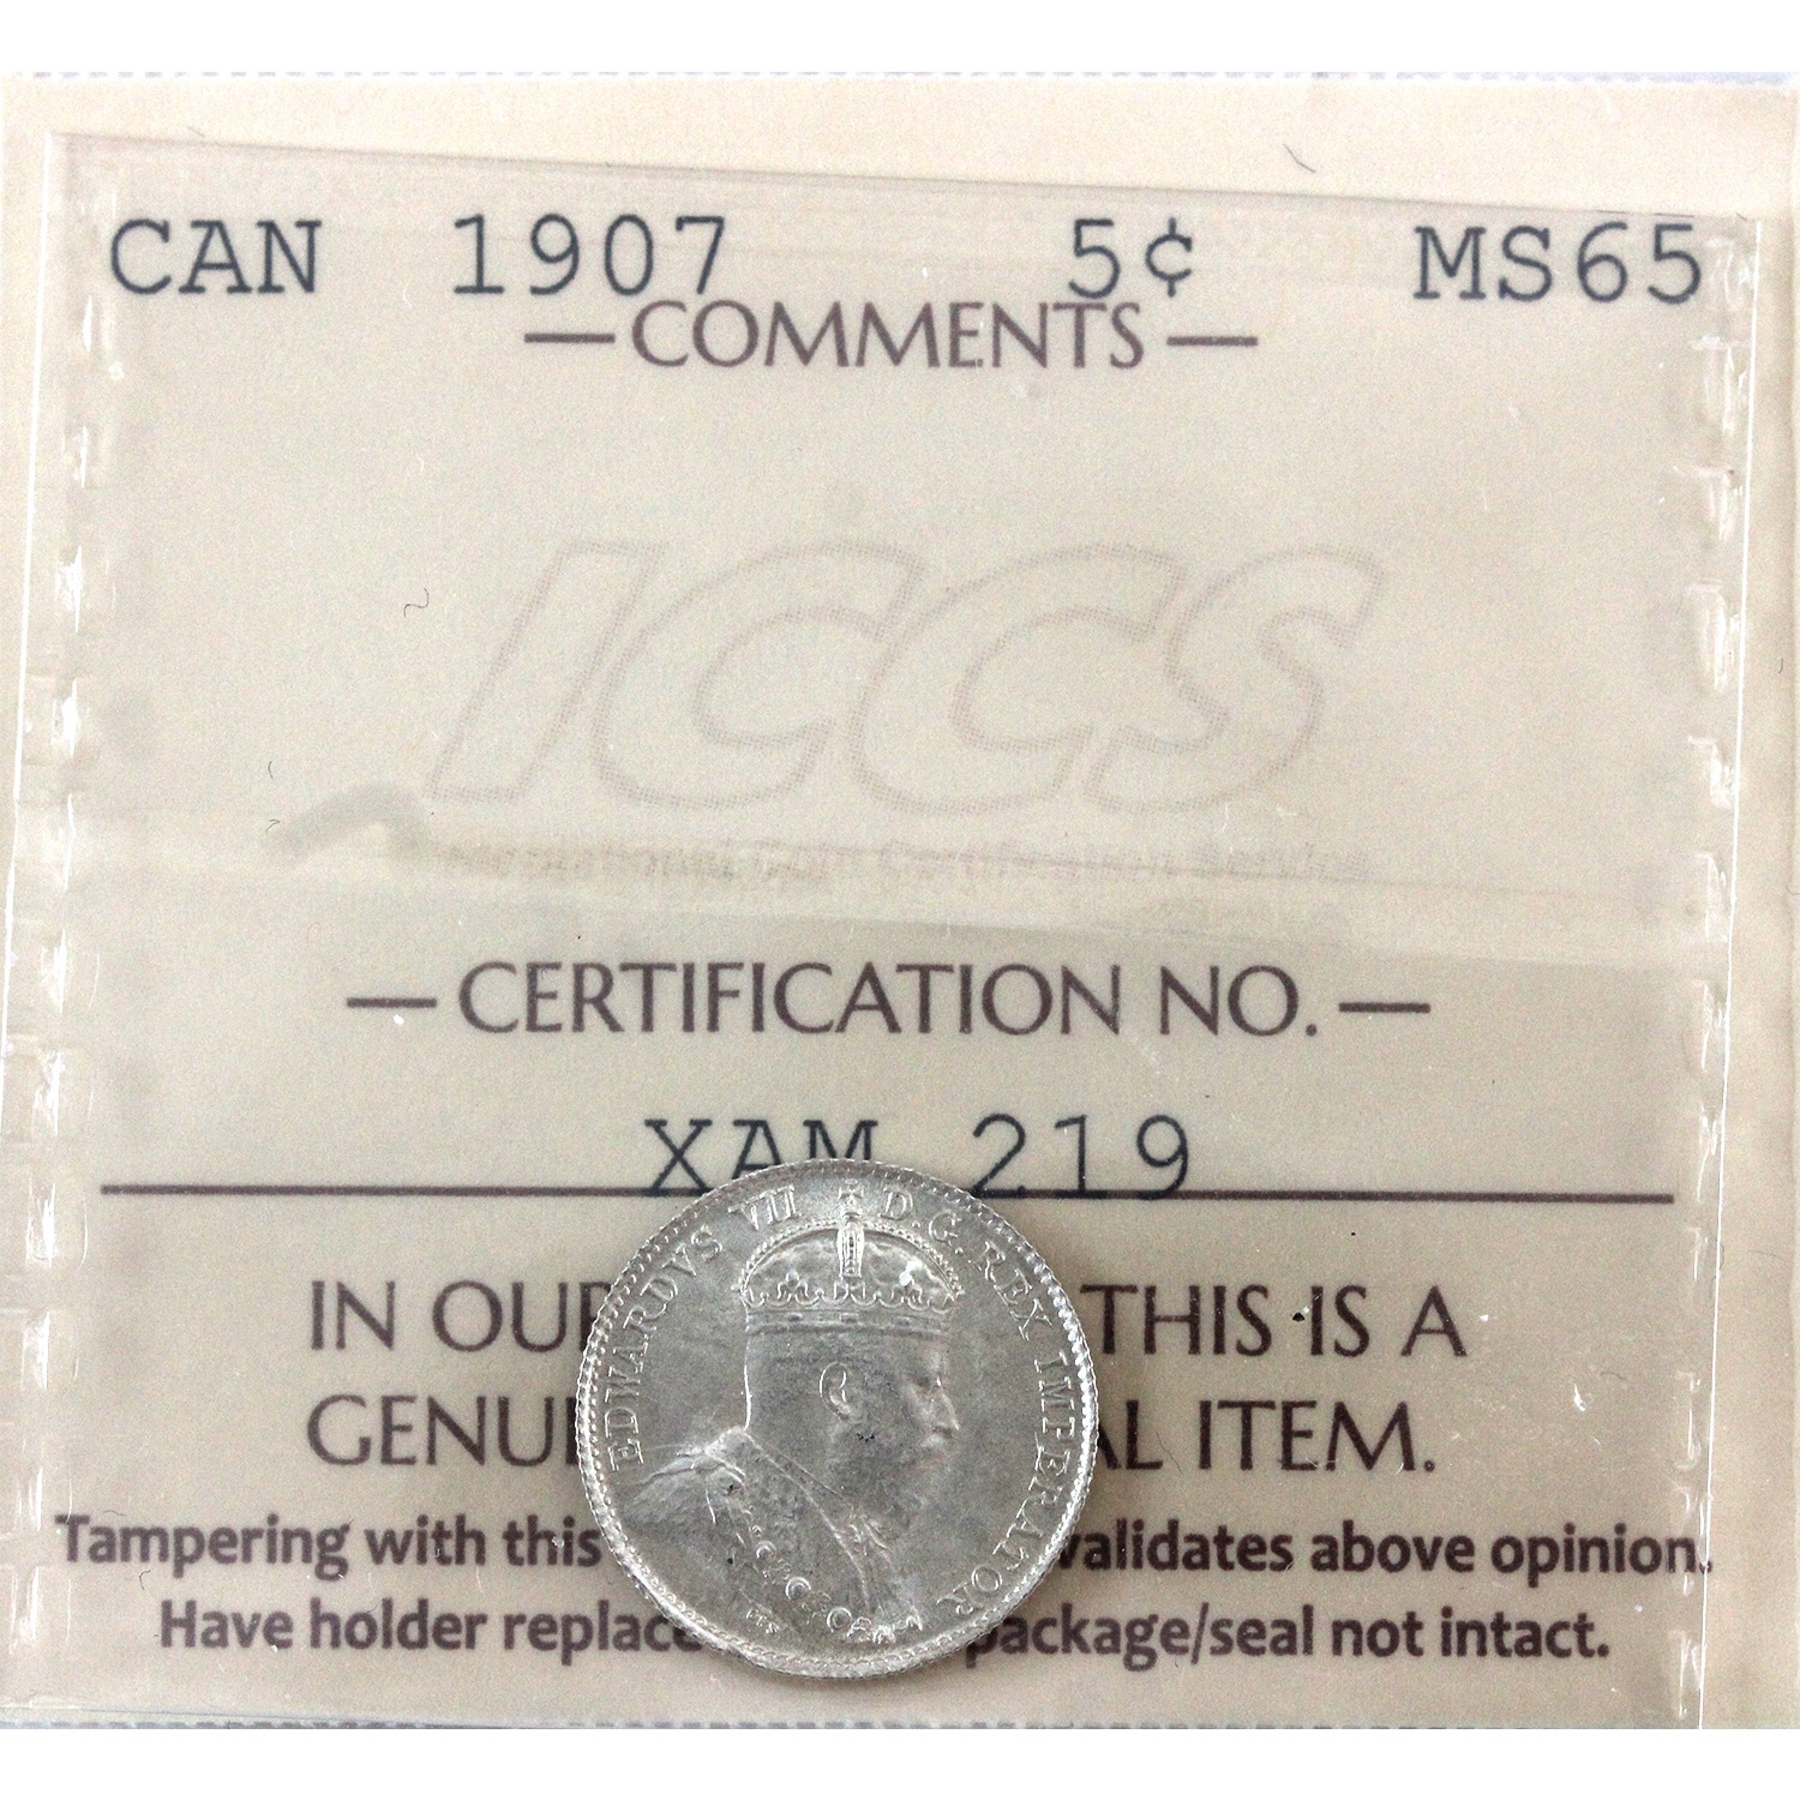 CAN 1907 5¢ MS65
—COMMENTS—
ICCS
—CERTIFICATION NO.—
XAM 219
EDWARDVS VII D.G. REX IMPERATOR
IN OU THIS IS A
GENU AL ITEM.
Tampering with this validates above opinion.
Have holder replac package/seal not intact.